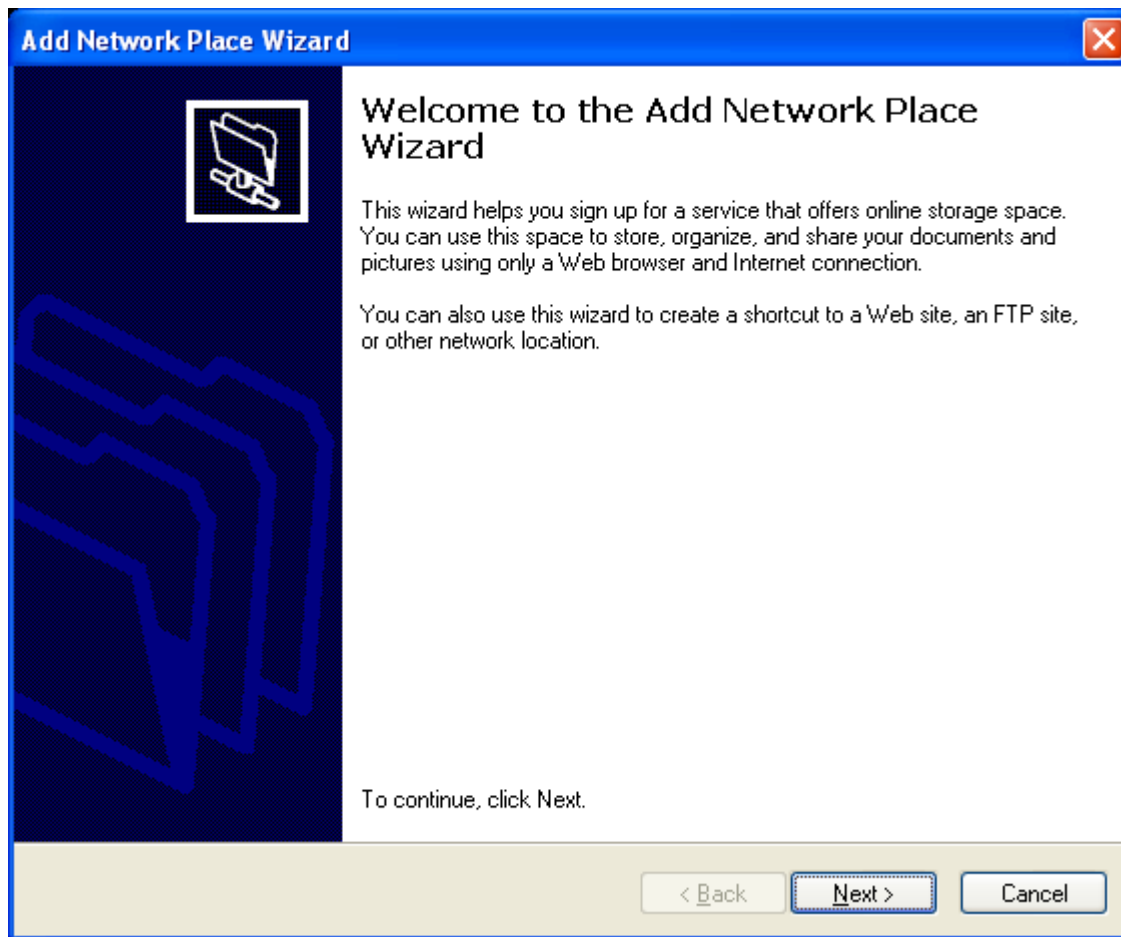 Add Network Place Wizard
Welcome to the Add Network Place
Wizard
This wizard helps you sign up for a service that offers online storage space.
You can use this space to store, organize, and share your documents and
pictures using only a Web browser and Internet connection.
You can also use this wizard to create a shortcut to a Web site, an FTP site,
or other network location.
To continue, click Next.
< Back
Next >
Cancel